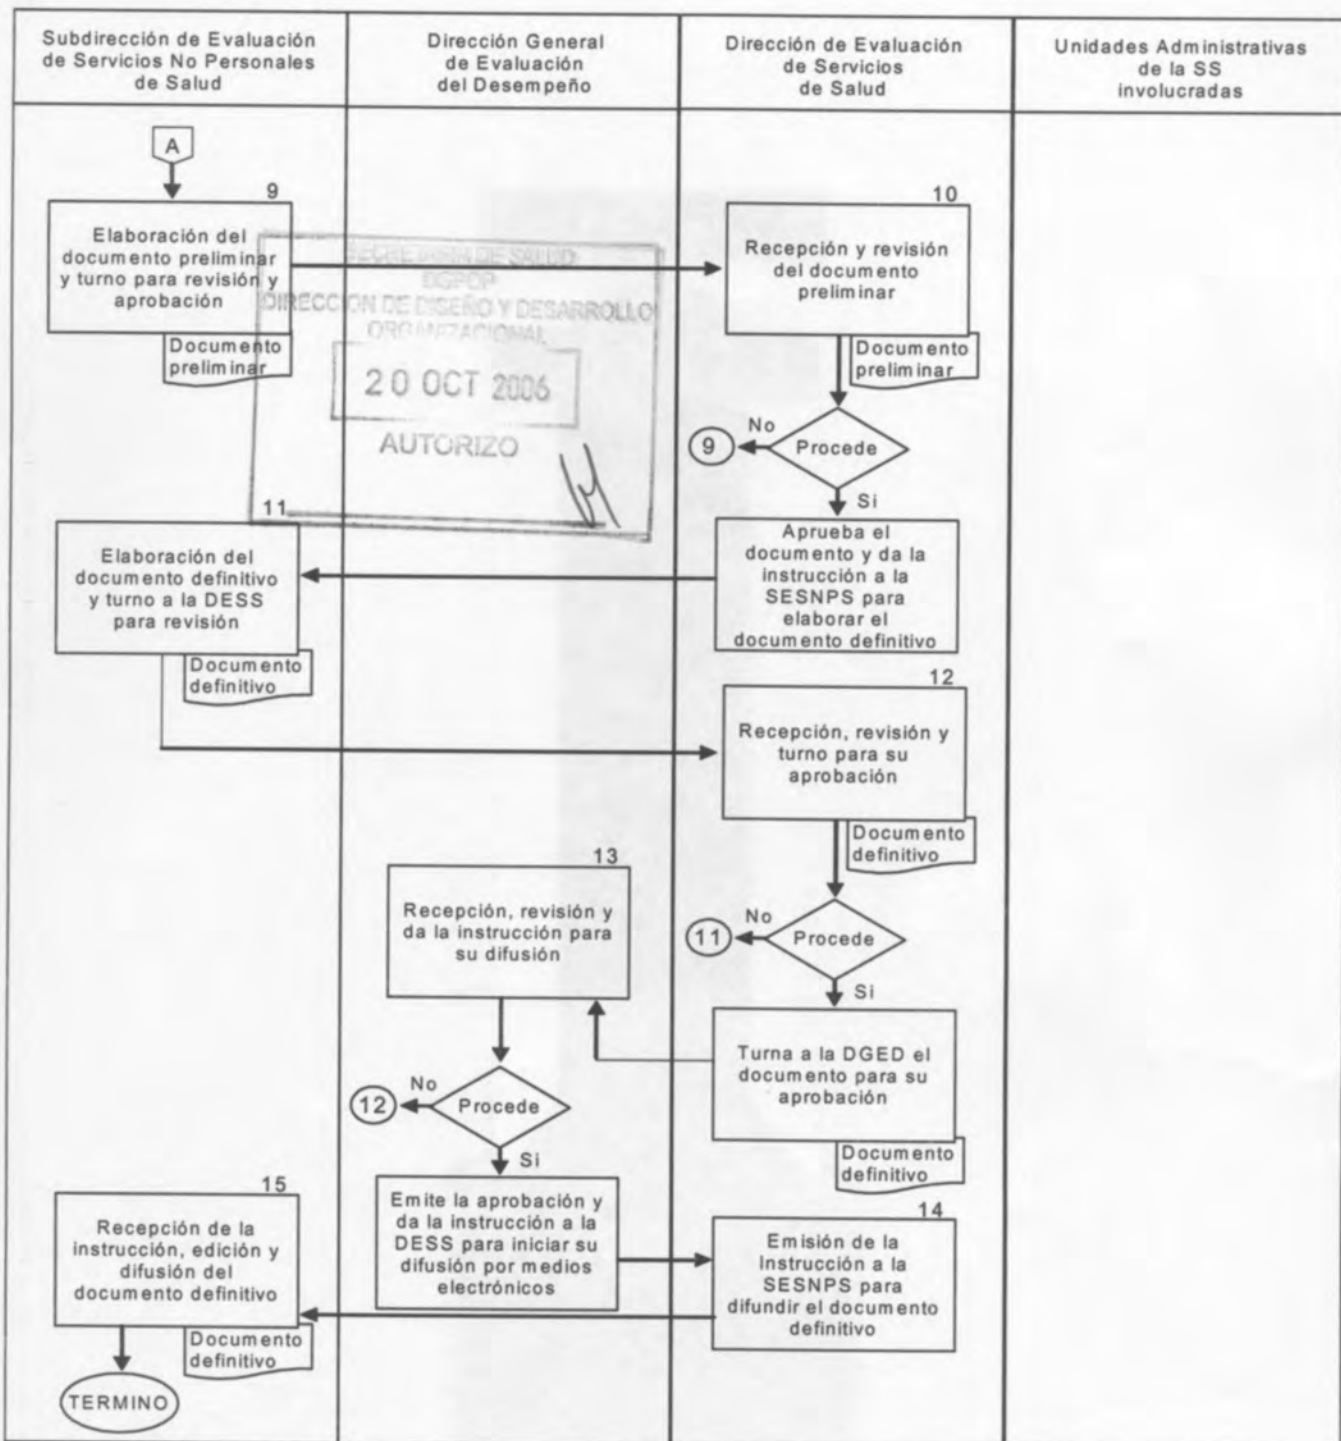 Subdirección de Evaluación
de Servicios No Personales
de Salud
Dirección General
de Evaluación
del Desempeño
Dirección de Evaluación
de Servicios
de Salud
Unidades Administrativas
de la SS
involucradas
A
9
Elaboración del
documento preliminar
y turno para revisión y
aprobación
Documento
preliminar
SECRETARIA DE SALUD
DGPOP
DIRECCION DE DISEÑO Y DESARROLLO
ORGANIZACIONAL
20 OCT 2006
AUTORIZO
10
Recepción y revisión
del documento
preliminar
Documento
preliminar
No
9
Procede
Si
Aprueba el
documento y da la
instrucción a la
SESNPS para
elaborar el
documento definitivo
11
Elaboración del
documento definitivo
y turno a la DESS
para revisión
Documento
definitivo
12
Recepción, revisión y
turno para su
aprobación
Documento
definitivo
No
11
Procede
Si
Turna a la DGED el
documento para su
aprobación
Documento
definitivo
13
Recepción, revisión y
da la instrucción para
su difusión
No
12
Procede
Si
Emite la aprobación y
da la instrucción a la
DESS para iniciar su
difusión por medios
electrónicos
14
Emisión de la
Instrucción a la
SESNPS para
difundir el documento
definitivo
15
Recepción de la
instrucción, edición y
difusión del
documento definitivo
Documento
definitivo
TERMINO